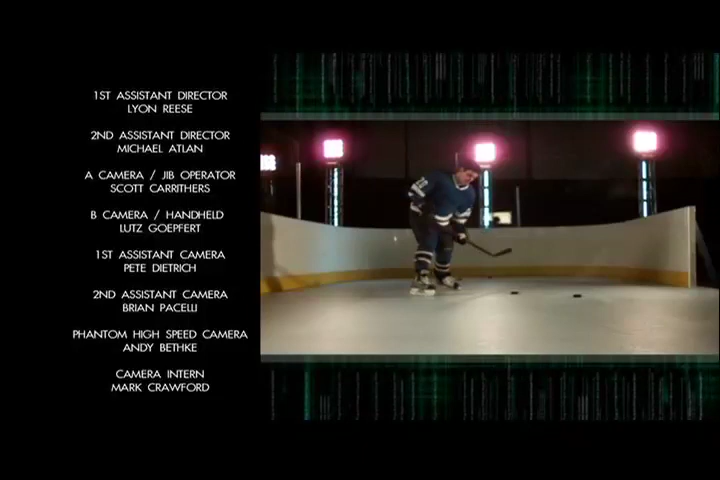 1ST ASSISTANT DIRECTOR
LYON REESE
2ND ASSISTANT DIRECTOR
MICHAEL ATLAN
A CAMERA / JIB OPERATOR
SCOTT CARRITHERS
B CAMERA / HANDHELD
LUTZ GOEPFERT
1ST ASSISTANT CAMERA
PETE DIETRICH
2ND ASSISTANT CAMERA
BRIAN PACELLI
PHANTOM HIGH SPEED CAMERA
ANDY BETHKE
CAMERA INTERN
MARK CRAWFORD